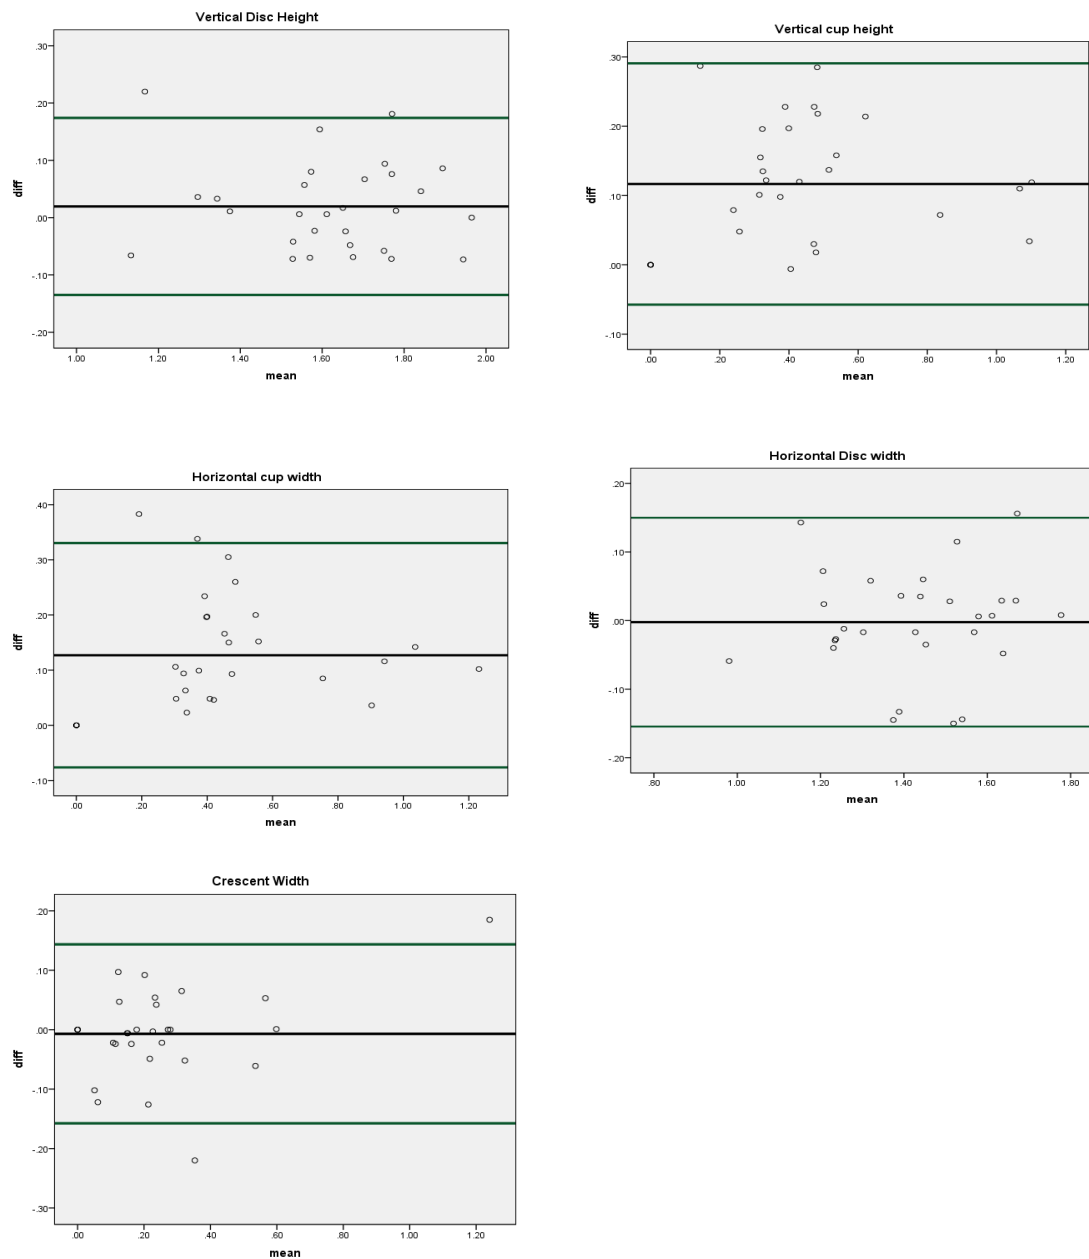 Vertical Disc Height
.30
.20
.10
.00
-.10
-.20
diff
1.00 1.20 1.40 1.60 1.80 2.00
mean
Vertical cup height
.30
.20
.10
.00
-.10
diff
.00 .20 .40 .60 .80 1.00 1.20
mean
Horizontal cup width
.40
.30
.20
.10
.00
-.10
diff
.00 .20 .40 .60 .80 1.00 1.20
mean
Horizontal Disc width
.20
.10
.00
-.10
-.20
diff
.80 1.00 1.20 1.40 1.60 1.80
mean
Crescent Width
.20
.10
.00
-.10
-.20
-.30
diff
.00 .20 .40 .60 .80 1.00 1.20
mean